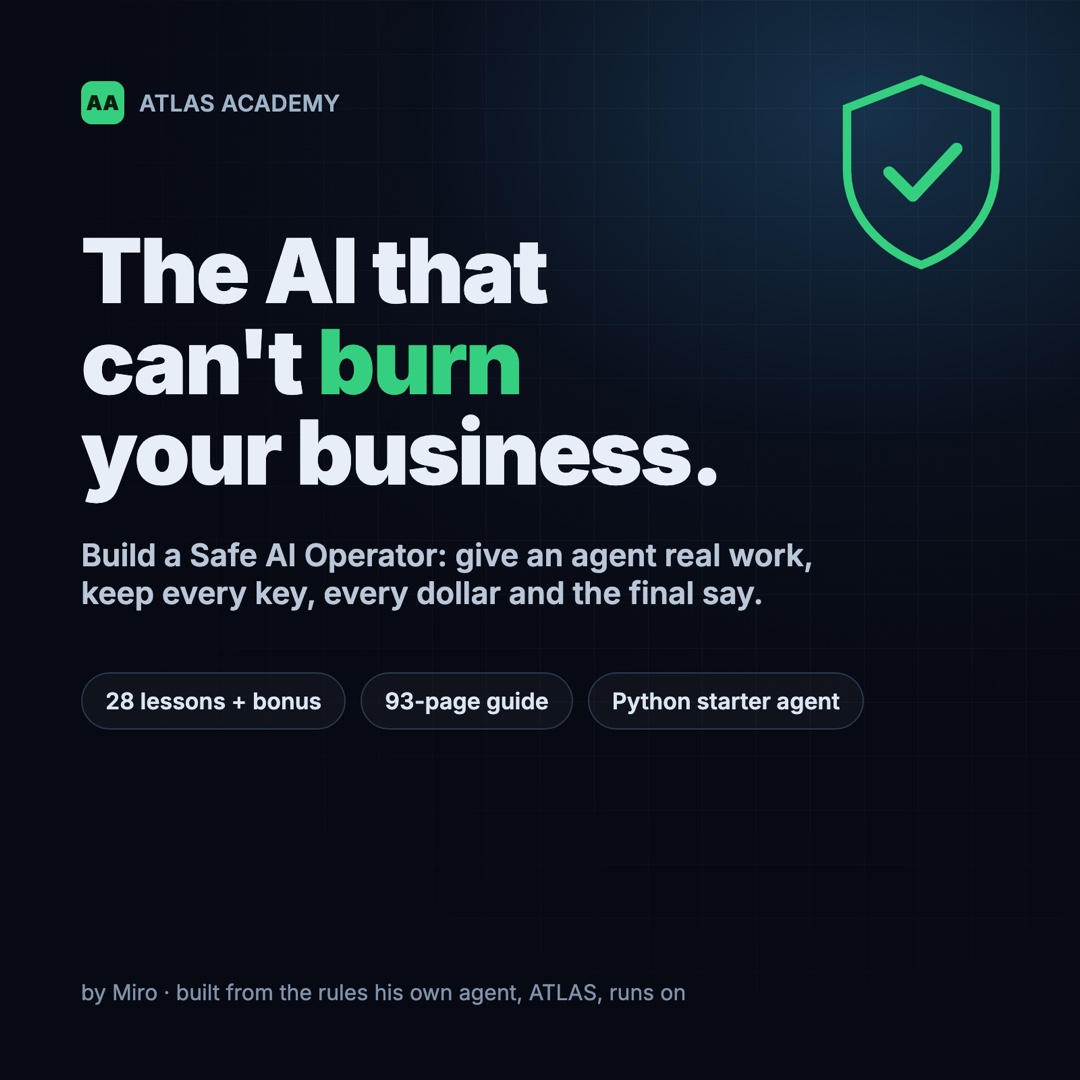 AA ATLAS ACADEMY
The AI that
can't burn
your business.
Build a Safe AI Operator: give an agent real work,
keep every key, every dollar and the final say.
28 lessons + bonus 93-page guide Python starter agent
by Miro · built from the rules his own agent, ATLAS, runs on